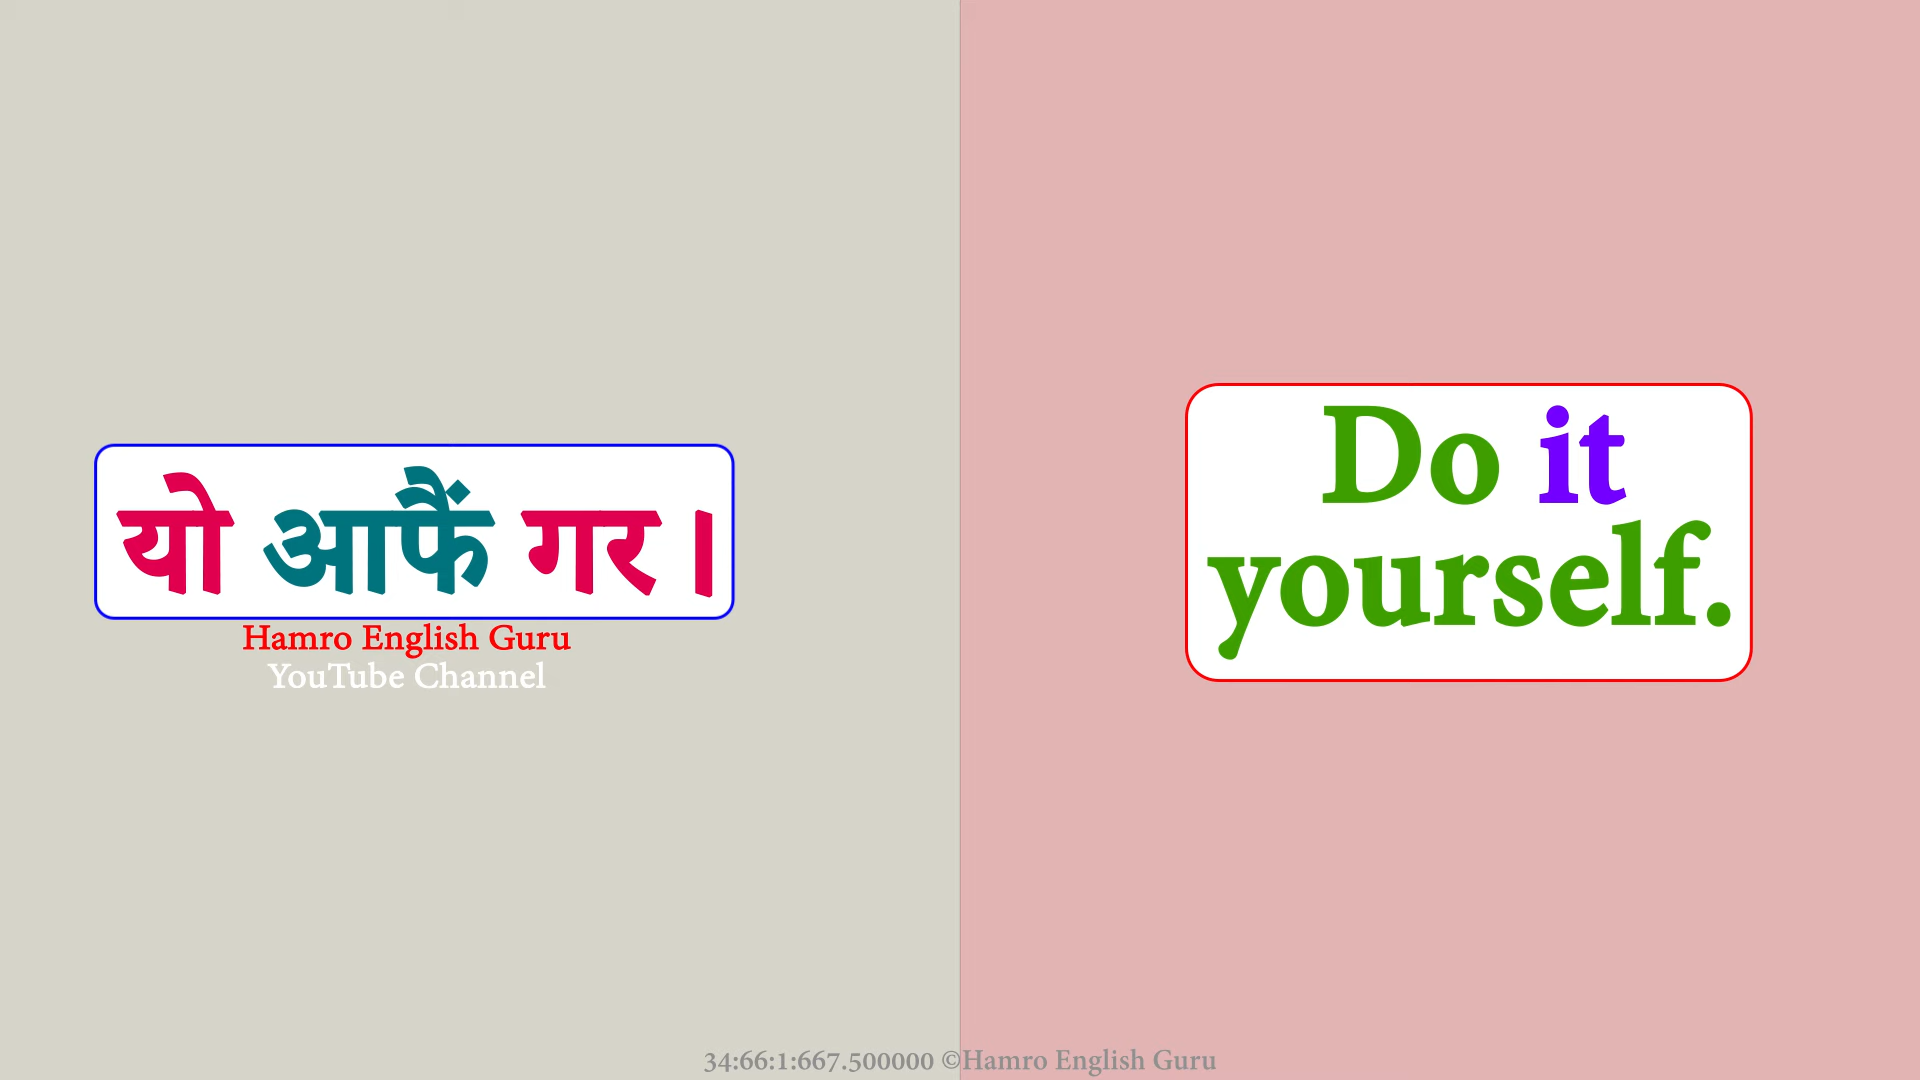 यो आफैं गर ।
Hamro English Guru
YouTube Channel
Do it
yourself.
34:66:1:667.500000 ©Hamro English Guru